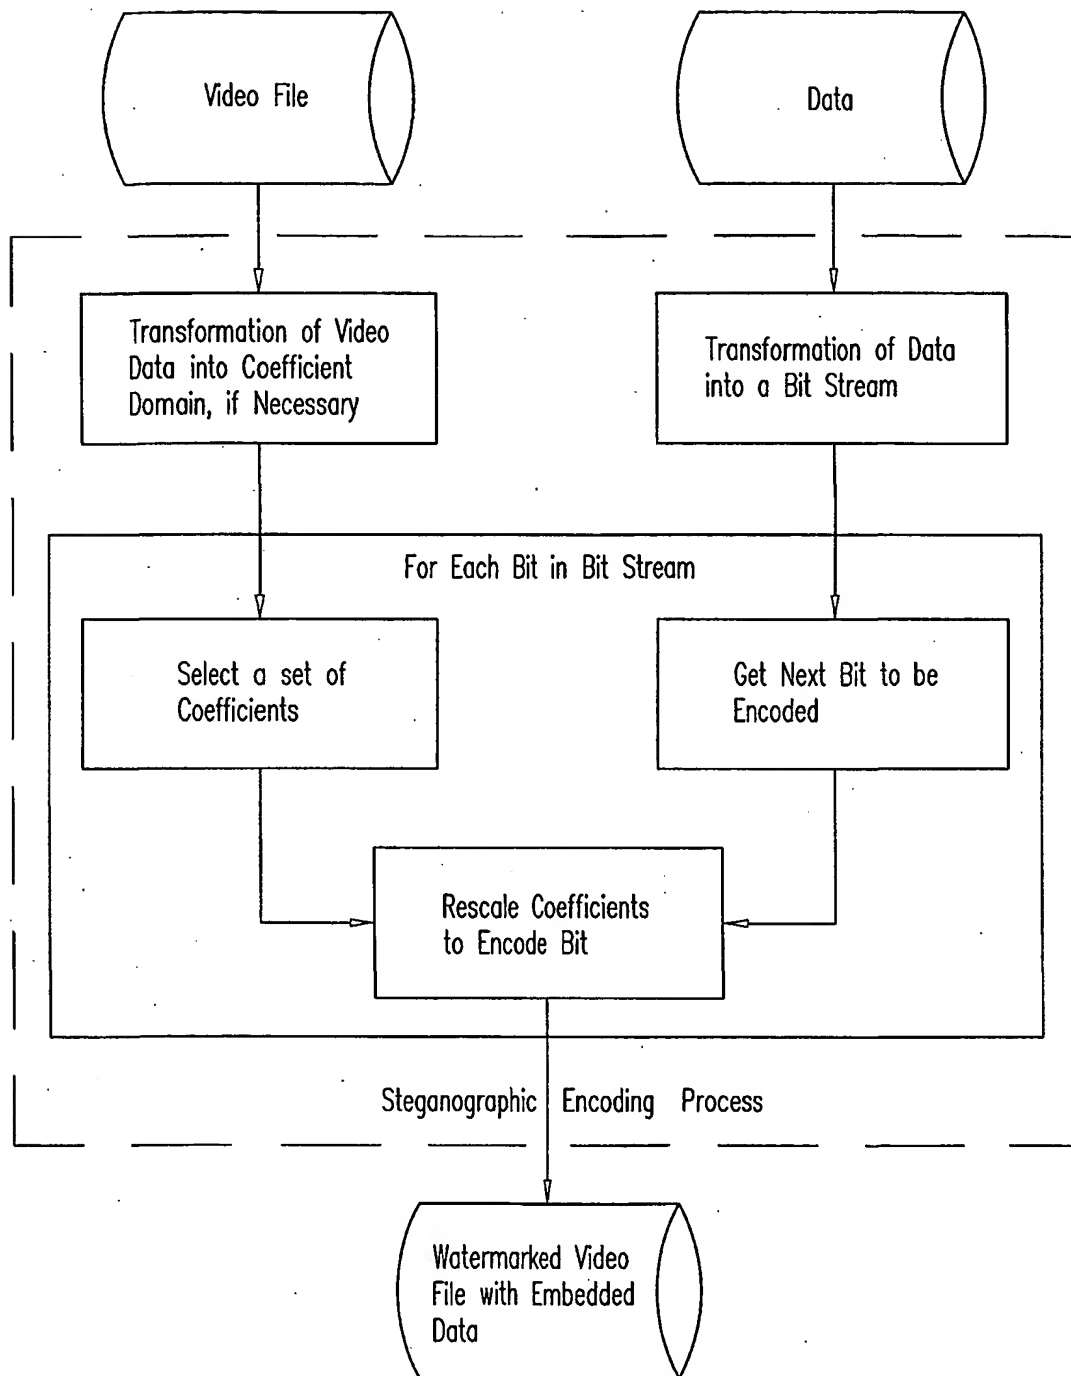 Video File
Data
Transformation of Video
Data into Coefficient
Domain, if Necessary
Transformation of Data
into a Bit Stream
For Each Bit in Bit Stream
Select a set of
Coefficients
Get Next Bit to be
Encoded
Rescale Coefficients
to Encode Bit
Steganographic Encoding Process
Watermarked Video
File with Embedded
Data